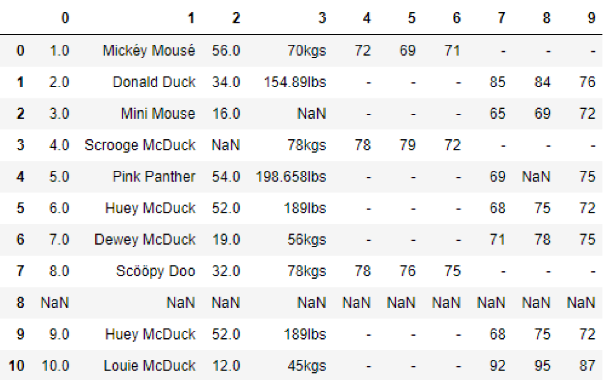 0 1 2 3 4 5 6 7 8 9
0 1.0 Mickéy Mousé 56.0 70kgs 72 69 71 - - -
1 2.0 Donald Duck 34.0 154.89lbs - - - 85 84 76
2 3.0 Mini Mouse 16.0 NaN - - - 65 69 72
3 4.0 Scrooge McDuck NaN 78kgs 78 79 72 - - -
4 5.0 Pink Panther 54.0 198.658lbs - - - 69 NaN 75
5 6.0 Huey McDuck 52.0 189lbs - - - 68 75 72
6 7.0 Dewey McDuck 19.0 56kgs - - - 71 78 75
7 8.0 Scööpy Doo 32.0 78kgs 78 76 75 - - -
8 NaN NaN NaN NaN NaN NaN NaN NaN NaN NaN
9 9.0 Huey McDuck 52.0 189lbs - - - 68 75 72
10 10.0 Louie McDuck 12.0 45kgs - - - 92 95 87